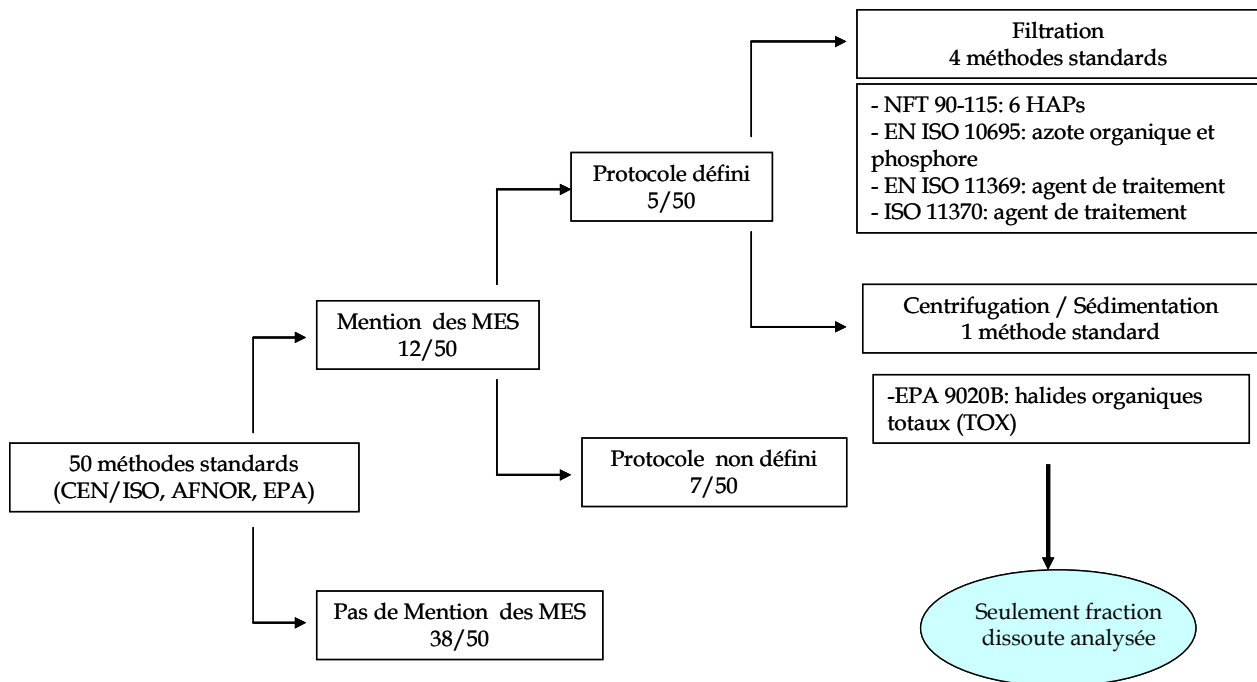 Filtration
4 méthodes standards
- NFT 90-115: 6 HAPs
- EN ISO 10695: azote organique et
phosphore
- EN ISO 11369: agent de traitement
- ISO 11370: agent de traitement
Protocole défini
5/50
Centrifugation / Sédimentation
1 méthode standard
Mention des MES
12/50
-EPA 9020B: halides organiques
totaux (TOX)
50 méthodes standards
(CEN/ISO, AFNOR, EPA)
Protocole non défini
7/50
Pas de Mention des MES
38/50
Seulement fraction
dissoute analysée